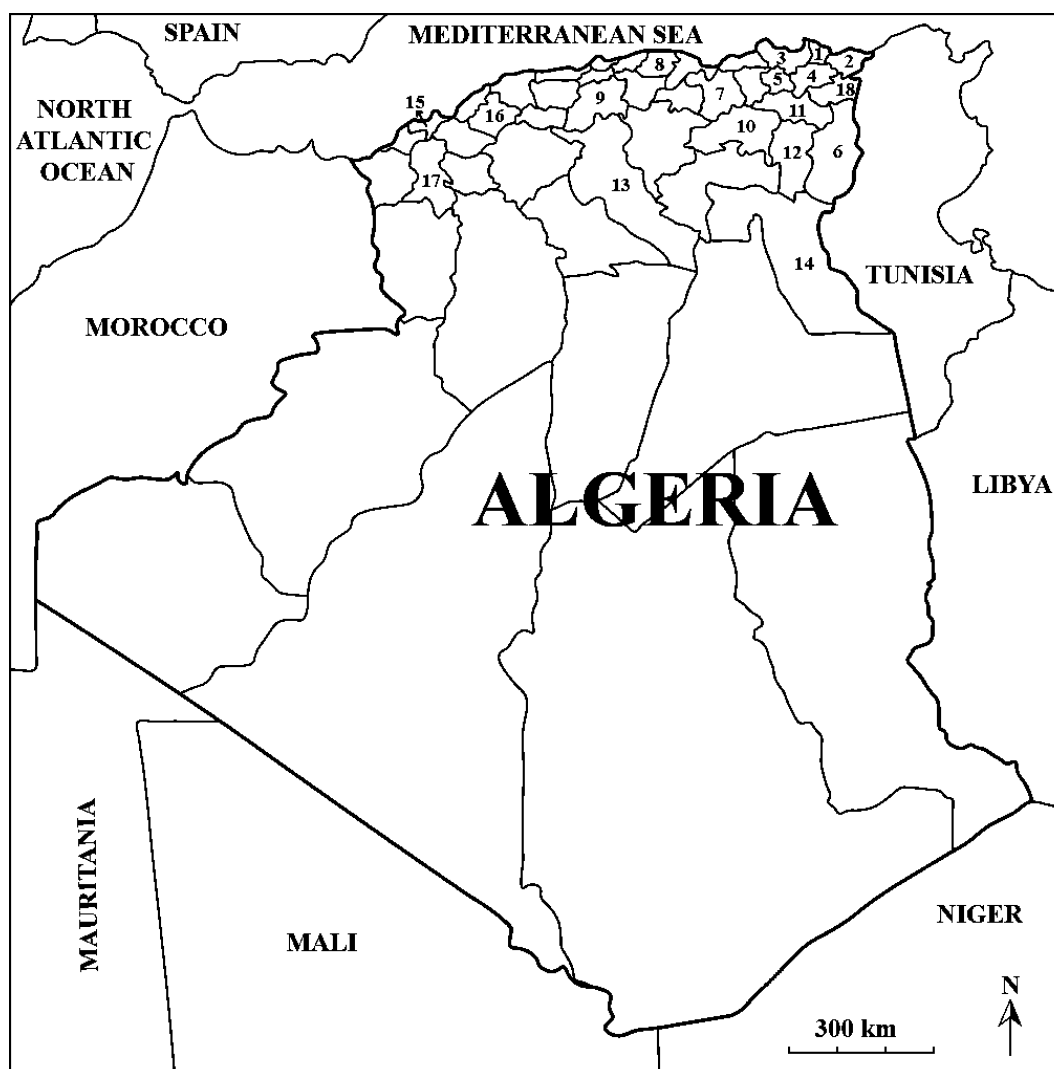 SPAIN
MEDITERRANEAN SEA
NORTH
ATLANTIC
OCEAN
1
2
3
4
5
18
8
7
9
15
16
11
10
12
6
17
13
14
TUNISIA
MOROCCO
ALGERIA
LIBYA
MAURITANIA
MALI
NIGER
N
300 km